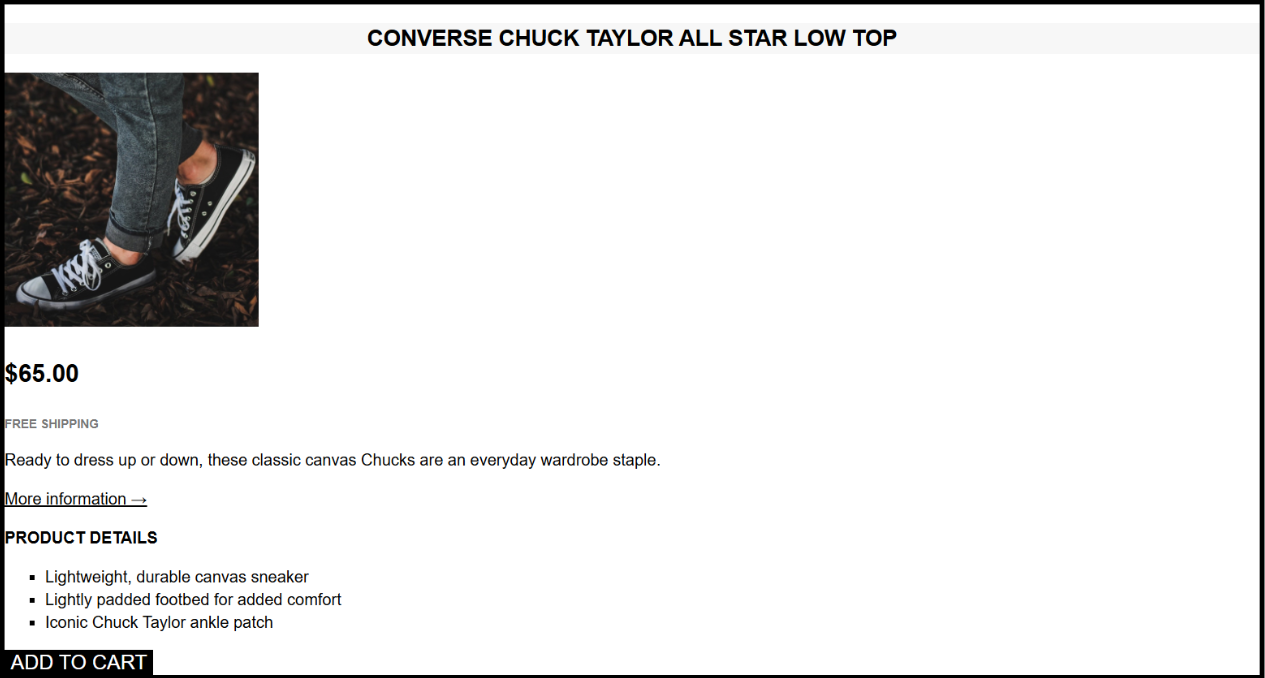 CONVERSE CHUCK TAYLOR ALL STAR LOW TOP
$65.00
FREE SHIPPING
Ready to dress up or down, these classic canvas Chucks are an everyday wardrobe staple.
More information →
PRODUCT DETAILS
Lightweight, durable canvas sneaker
Lightly padded footbed for added comfort
Iconic Chuck Taylor ankle patch
ADD TO CART